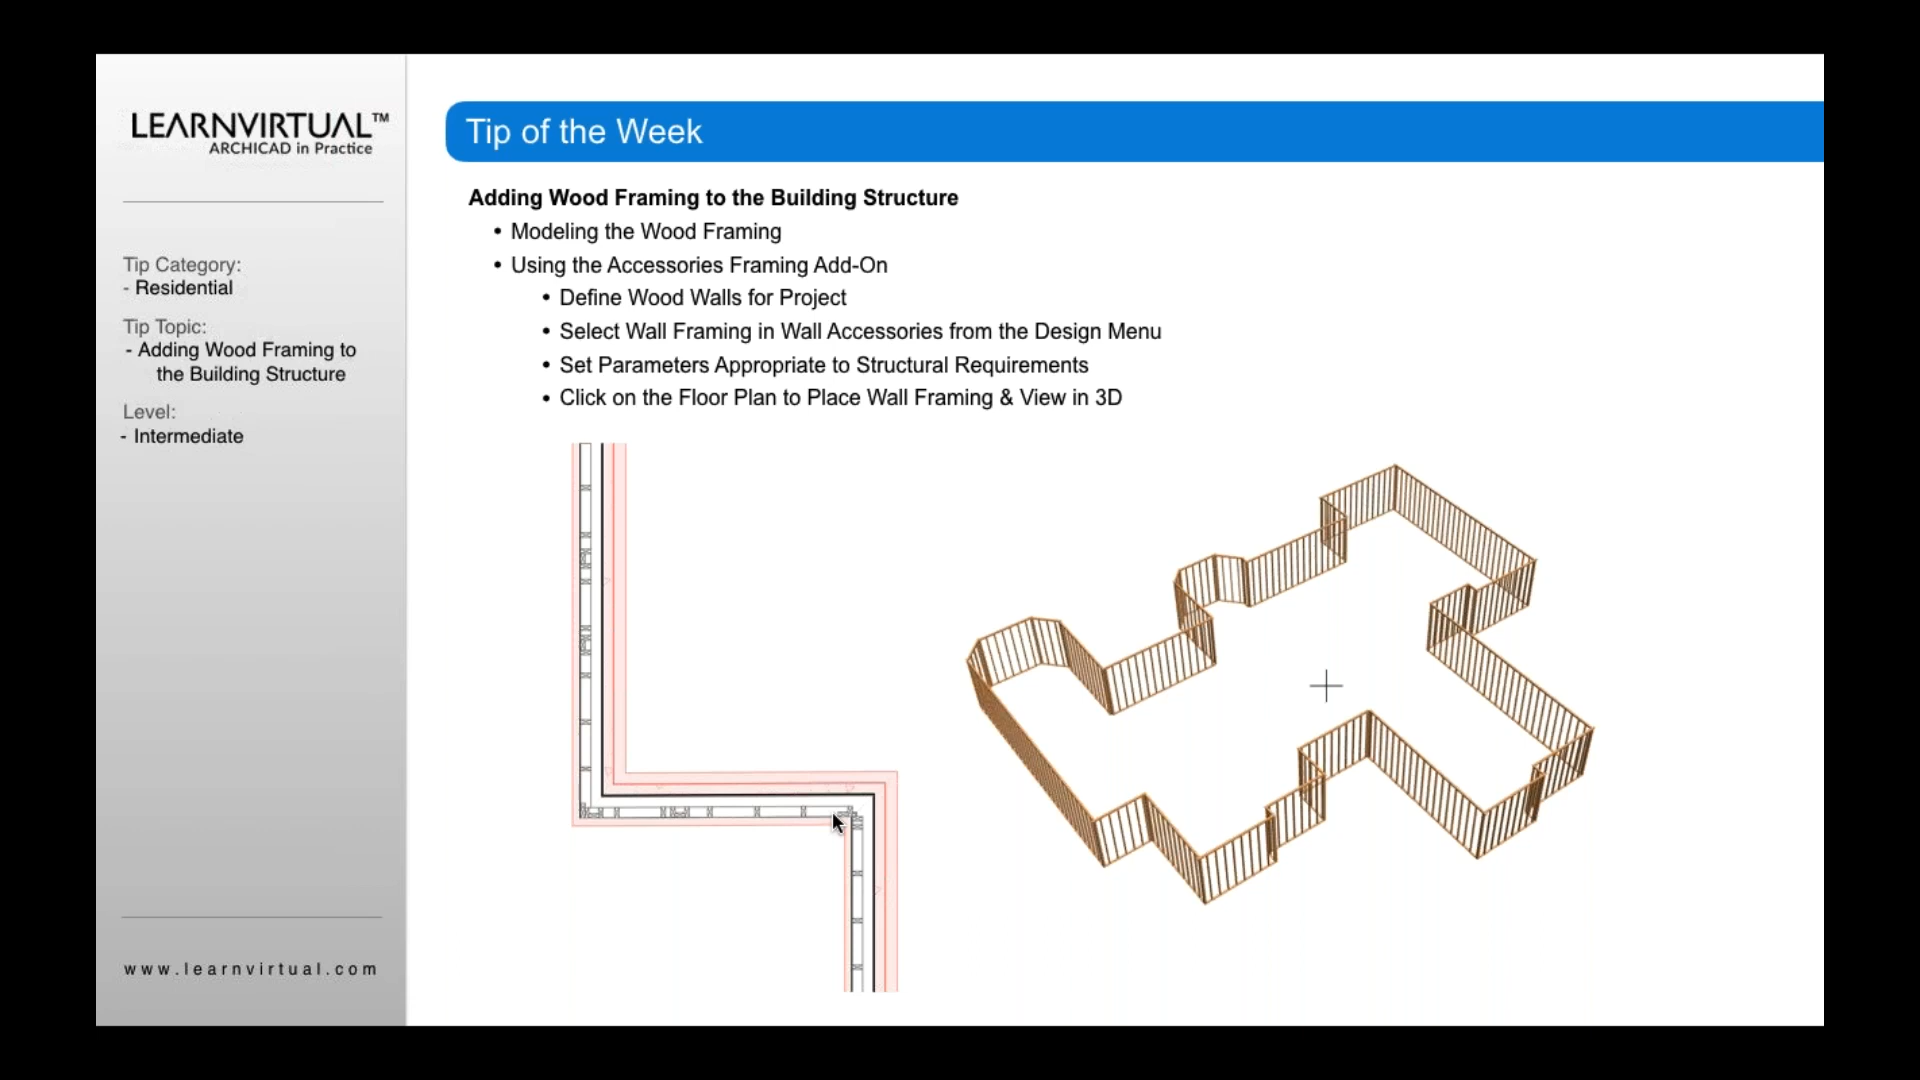 LEARNVIRTUAL™
ARCHICAD in Practice
Tip Category:
- Residential
Tip Topic:
- Adding Wood Framing to
the Building Structure
Level:
- Intermediate
www.learnvirtual.com
Tip of the Week
Adding Wood Framing to the Building Structure
• Modeling the Wood Framing
• Using the Accessories Framing Add-On
• Define Wood Walls for Project
• Select Wall Framing in Wall Accessories from the Design Menu
• Set Parameters Appropriate to Structural Requirements
• Click on the Floor Plan to Place Wall Framing & View in 3D